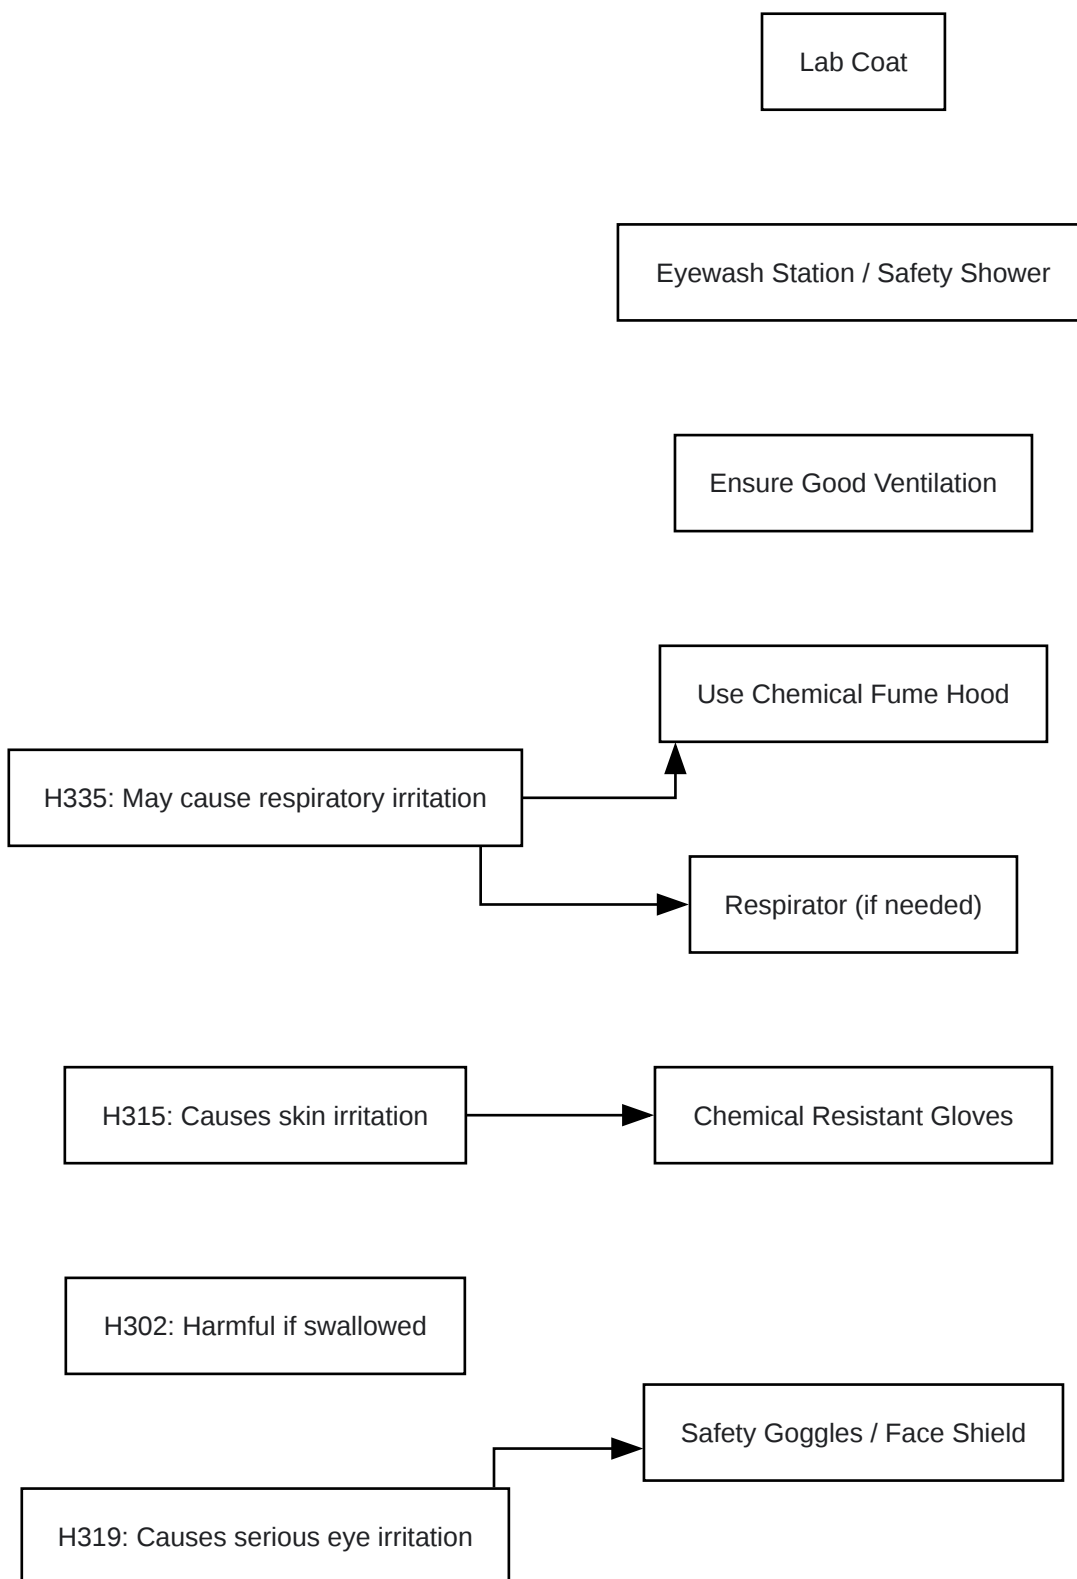 Lab Coat
Eyewash Station / Safety Shower
Ensure Good Ventilation
Use Chemical Fume Hood
H335: May cause respiratory irritation
Respirator (if needed)
H315: Causes skin irritation
Chemical Resistant Gloves
H302: Harmful if swallowed
Safety Goggles / Face Shield
H319: Causes serious eye irritation